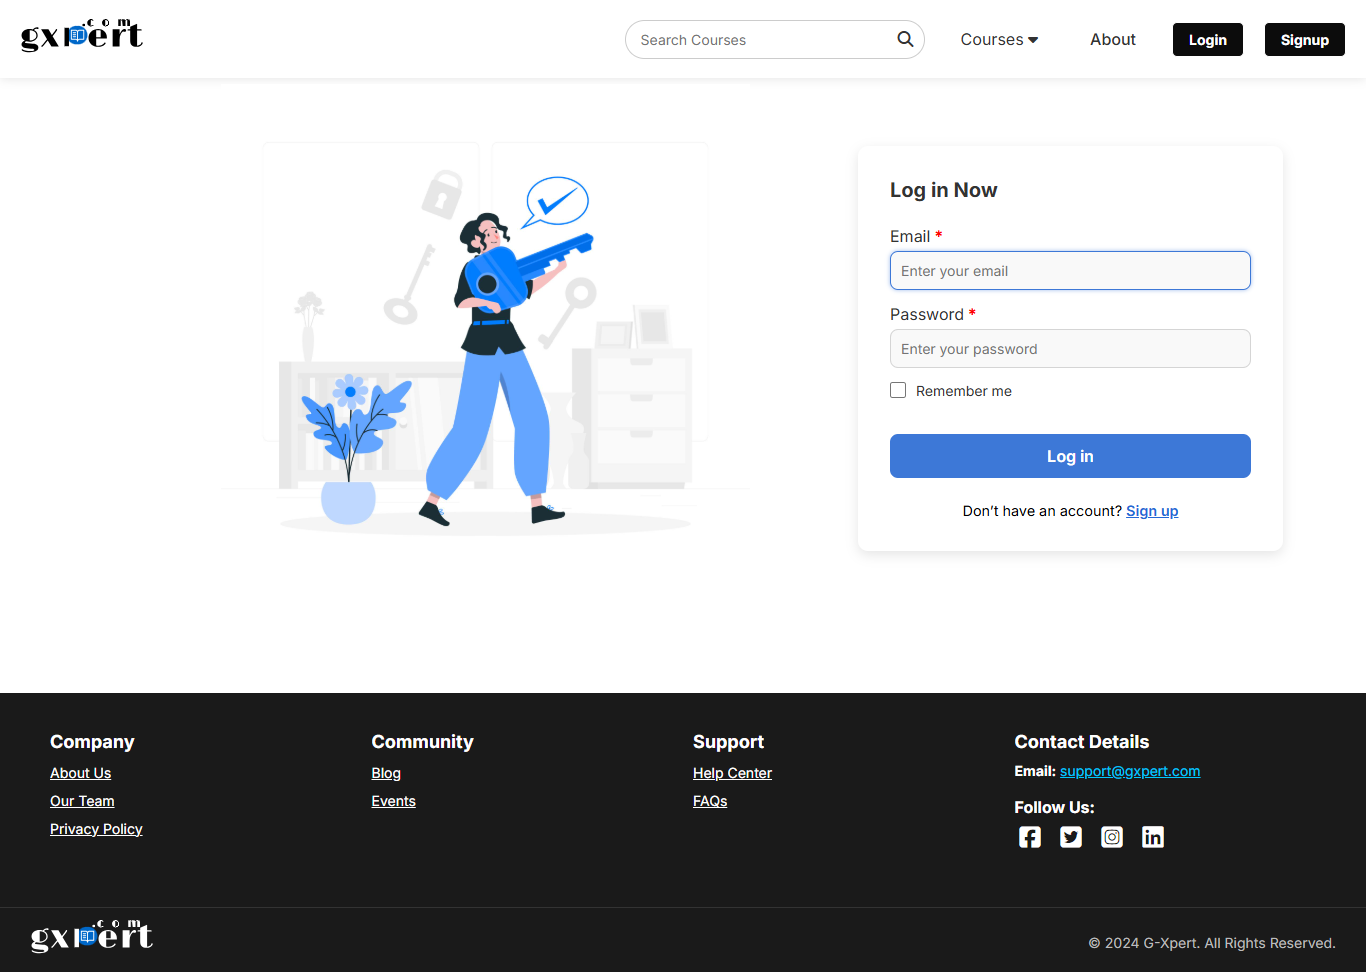 gxpert
.com
Search Courses
Courses
About
Login
Signup
Log in Now
Email *
Enter your email
Password *
Enter your password
Remember me
Log in
Don’t have an account? Sign up
Company
About Us
Our Team
Privacy Policy
Community
Blog
Events
Support
Help Center
FAQs
Contact Details
Email: support@gxpert.com
Follow Us:
gxpert
.com
© 2024 G-Xpert. All Rights Reserved.